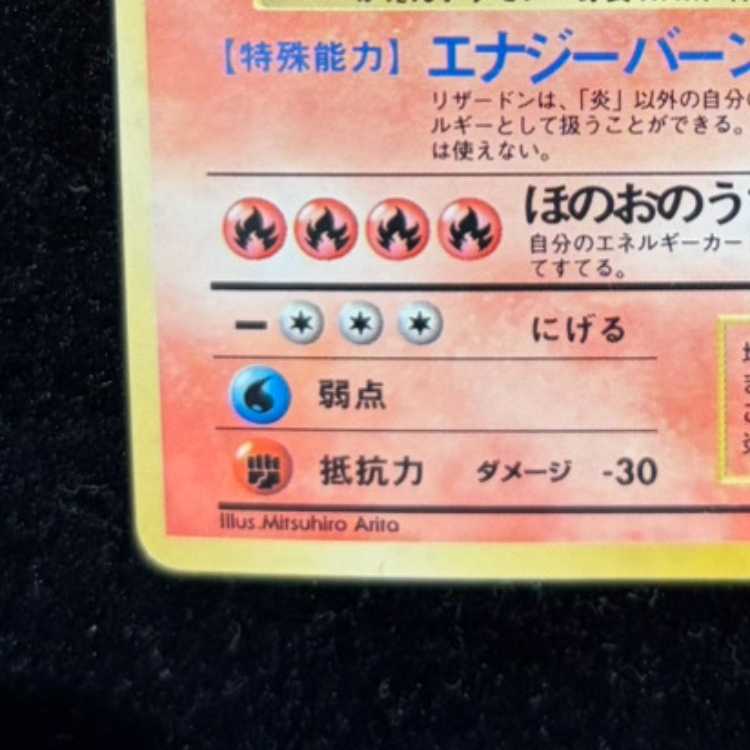 【特殊能力】 エナジーバーン
リザードンは、「炎」以外の自分
ルギーとして扱うことができる。
は使えない。
ほのおのう
自分のエネルギーカー
てすてる。
にげる
弱点
抵抗力 ダメージ -30
Illus.Mitsuhiro Arita